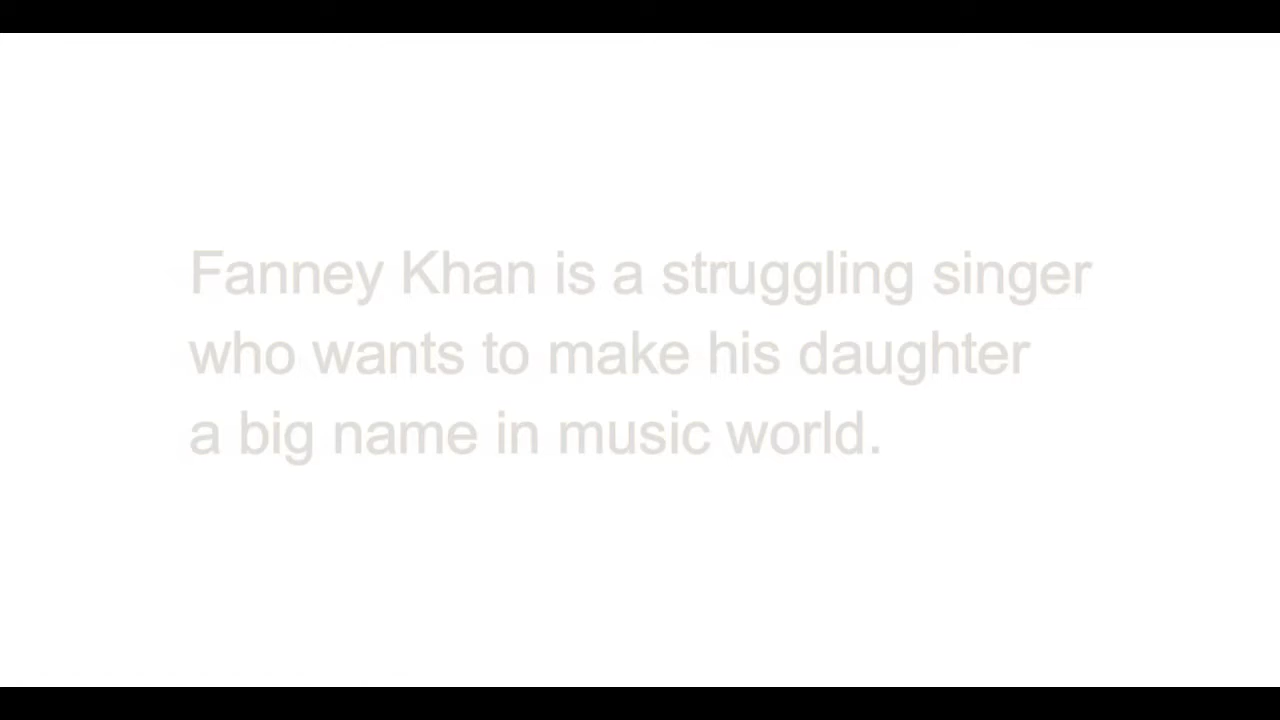 Fanney Khan is a struggling singer
who wants to make his daughter
a big name in music world.